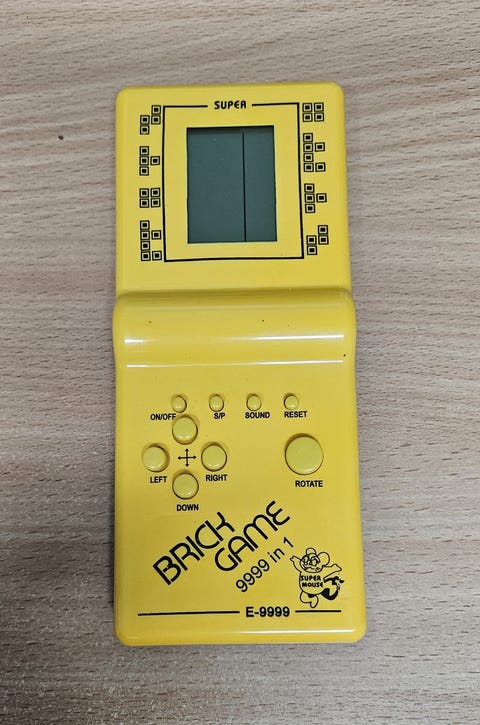 SUPER
ON/OFF S/P SOUND RESET
LEFT RIGHT
DOWN
ROTATE
BRICK
GAME
9999 in 1
SUPER
MOUSE
E-9999